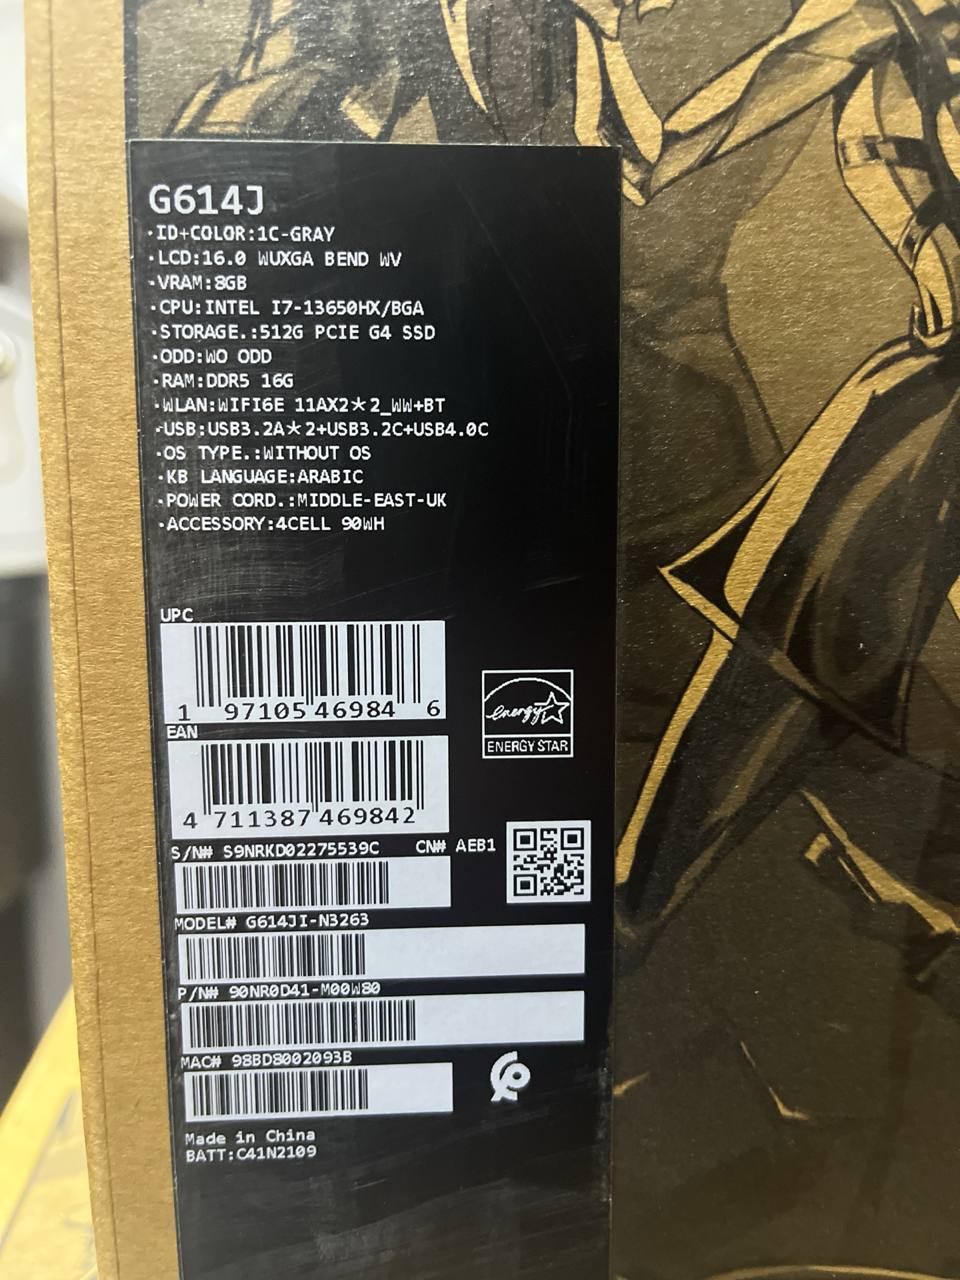 G614J
·ID+COLOR:1C-GRAY
·LCD:16.0 WUXGA BEND WV
·VRAM:8GB
·CPU:INTEL I7-13650HX/BGA
·STORAGE.:512G PCIE G4 SSD
·ODD:WO ODD
·RAM:DDR5 16G
·WLAN:WIFI6E 11AX2*2_WW+BT
·USB:USB3.2A*2+USB3.2C+USB4.0C
·OS TYPE.:WITHOUT OS
·KB LANGUAGE:ARABIC
·POWER CORD.:MIDDLE-EAST-UK
·ACCESSORY:4CELL 90WH
UPC
1 97105 46984 6
EAN
4 711387 469842
energy
ENERGY STAR
S/N# S9NRKD02275539C CN# AEB1
MODEL# G614JI-N3263
P/N# 90NR0D41-M00W80
MAC# 98BD8002093B
Made in China
BATT:C41N2109